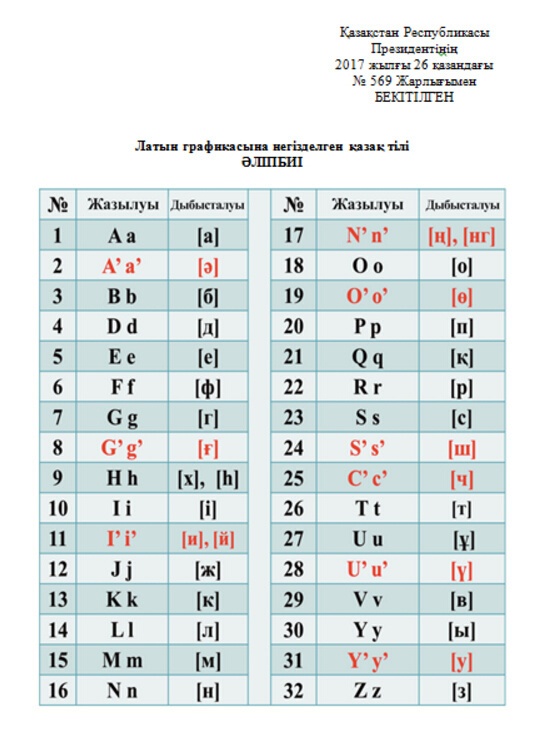 Қазақстан Республикасы
Президентінің
2017 жылғы 26 қазандағы
№ 569 Жарлығымен
БЕКІТІЛГЕН
Латын графикасына негізделген қазақ тілі
ӘЛІПБИІ
№ Жазылуы Дыбысталуы № Жазылуы Дыбысталуы
1 A a [а] 17 N’ n’ [ң], [нг]
2 A’ a’ [ә] 18 O o [о]
3 B b [б] 19 O’ o’ [ө]
4 D d [д] 20 P p [п]
5 E e [е] 21 Q q [қ]
6 F f [ф] 22 R r [р]
7 G g [г] 23 S s [с]
8 G’ g’ [ғ] 24 S’ s’ [ш]
9 H h [х], [h] 25 C’ c’ [ч]
10 I i [і] 26 T t [т]
11 I’ i’ [и], [й] 27 U u [ұ]
12 J j [ж] 28 U’ u’ [ү]
13 K k [к] 29 V v [в]
14 L l [л] 30 Y y [ы]
15 M m [м] 31 Y’ y’ [у]
16 N n [н] 32 Z z [з]